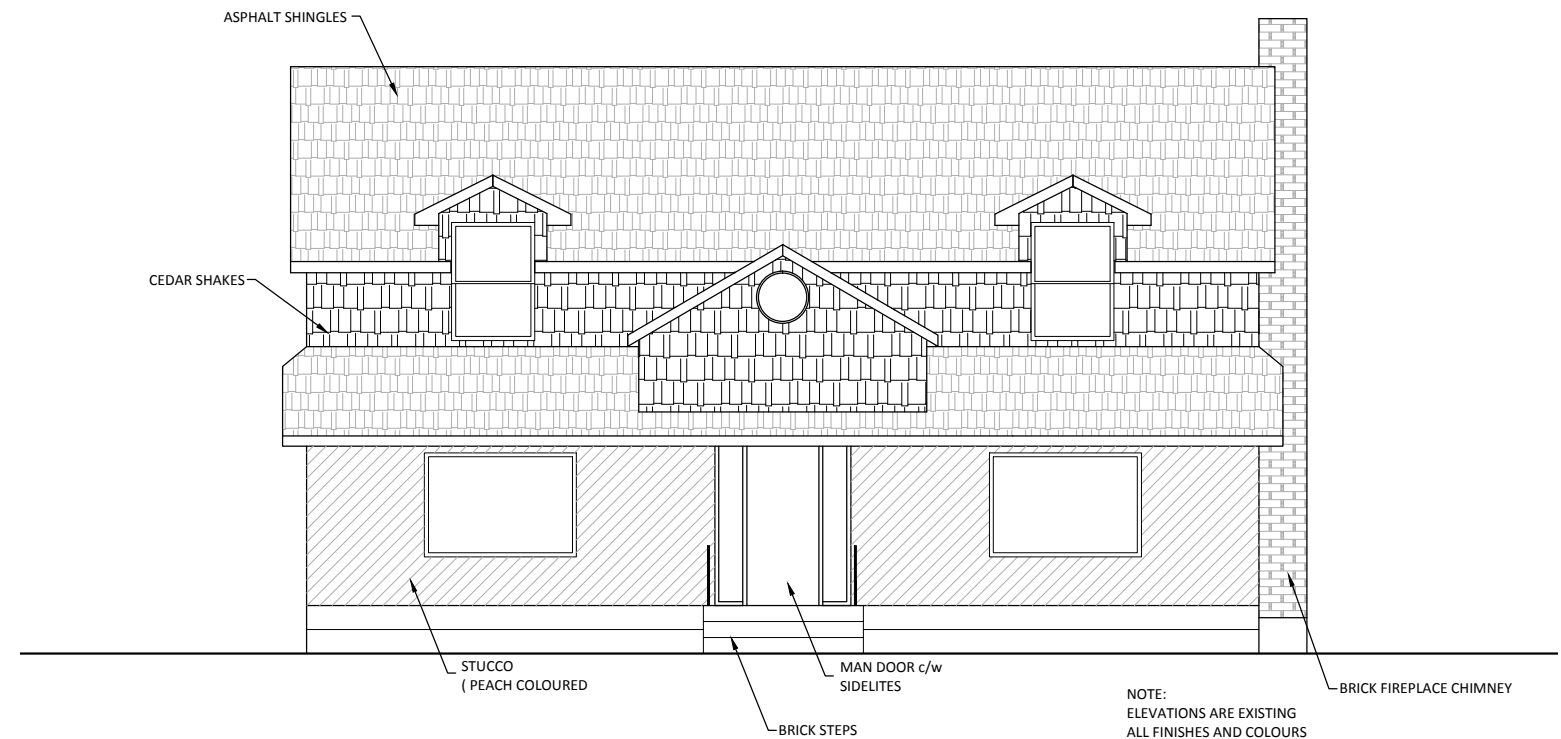 ASPHALT SHINGLES
CEDAR SHAKES
STUCCO
( PEACH COLOURED
MAN DOOR c/w
SIDELITES
BRICK STEPS
BRICK FIREPLACE CHIMNEY
NOTE:
ELEVATIONS ARE EXISTING
ALL FINISHES AND COLOURS